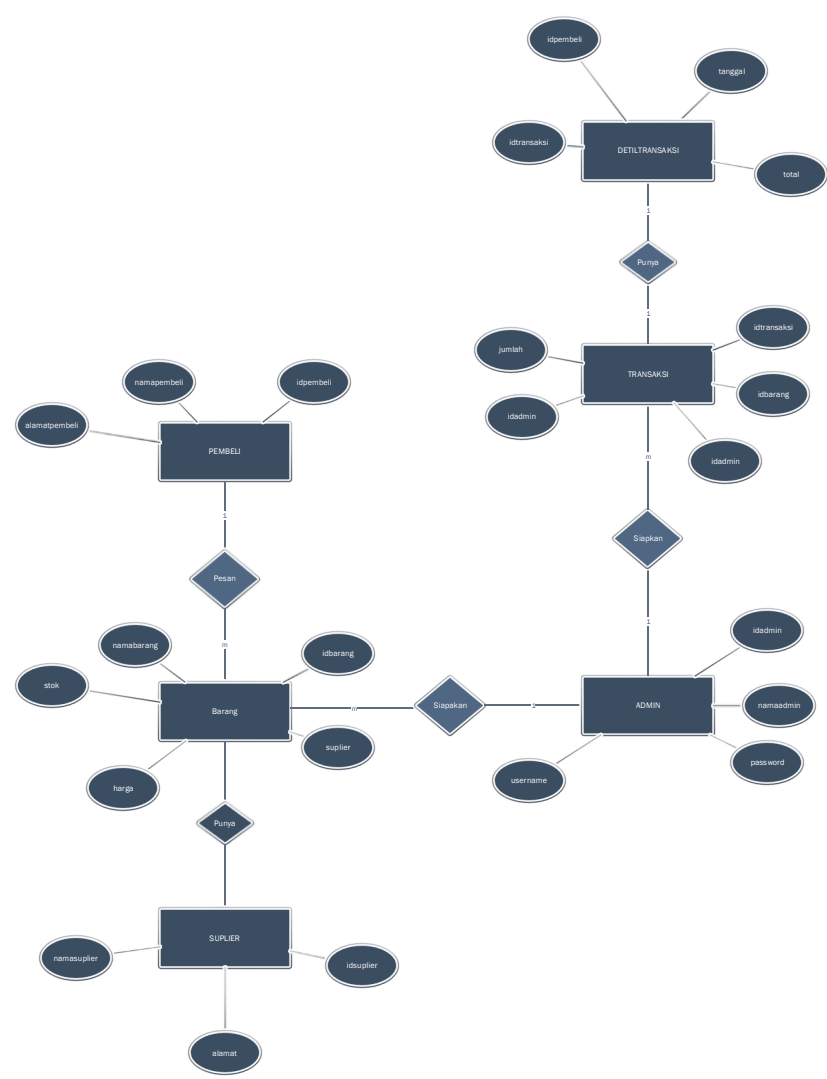 idpembeli
tanggal
idtransaksi
DETILTRANSAKSI
total
1
Punya
1
idtransaksi
jumlah
TRANSAKSI
namapembeli
idpembeli
idbarang
idadmin
alamatpembeli
PEMBELI
m
idadmin
1
Siapkan
Pesan
1
idadmin
namabarang
m
idbarang
stok
Barang
m
Siapakan
1
ADMIN
namaadmin
suplier
password
username
harga
Punya
SUPLIER
namasuplier
idsuplier
alamat